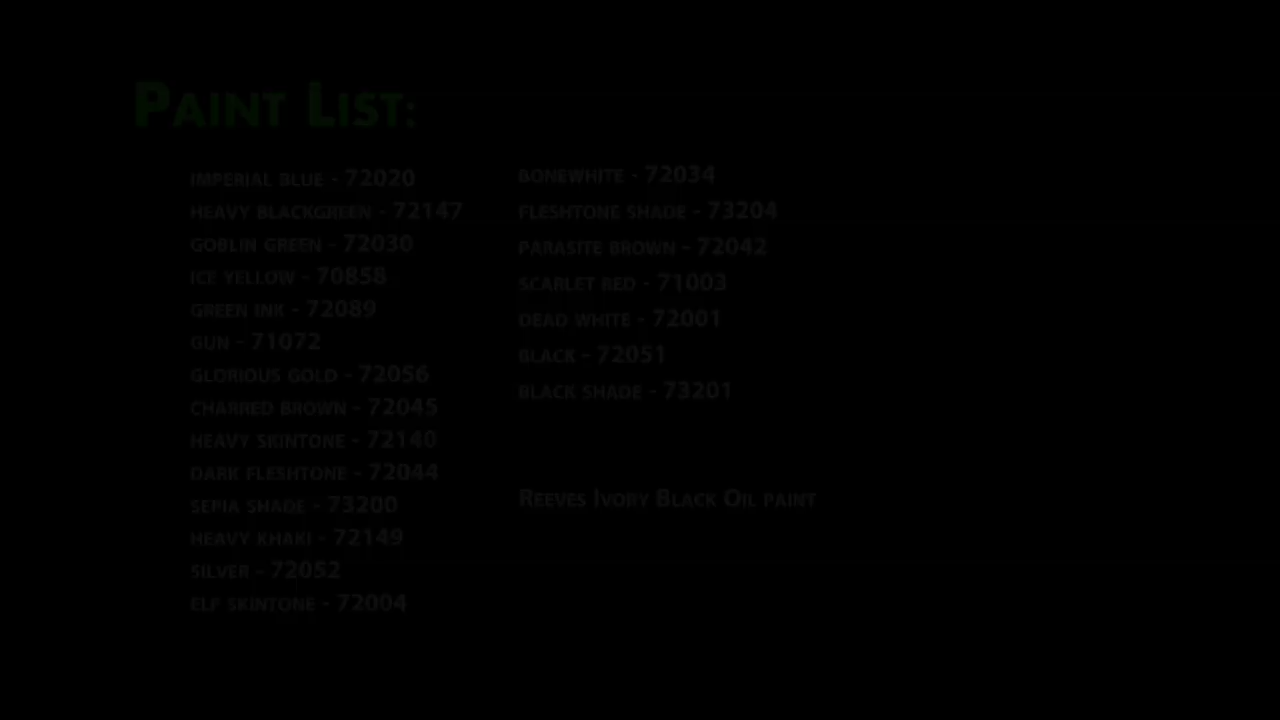 PAINT LIST:
IMPERIAL BLUE - 72020
HEAVY BLACKGREEN - 72147
GOBLIN GREEN - 72030
ICE YELLOW - 70858
GREEN INK - 72089
GUN - 71072
GLORIOUS GOLD - 72056
CHARRED BROWN - 72045
HEAVY SKINTONE - 72140
DARK FLESHTONE - 72044
SEPIA SHADE - 73200
HEAVY KHAKI - 72149
SILVER - 72052
ELF SKINTONE - 72004
BONEWHITE - 72034
FLESHTONE SHADE - 73204
PARASITE BROWN - 72042
SCARLET RED - 71003
DEAD WHITE - 72001
BLACK - 72051
BLACK SHADE - 73201
REEVES IVORY BLACK OIL PAINT